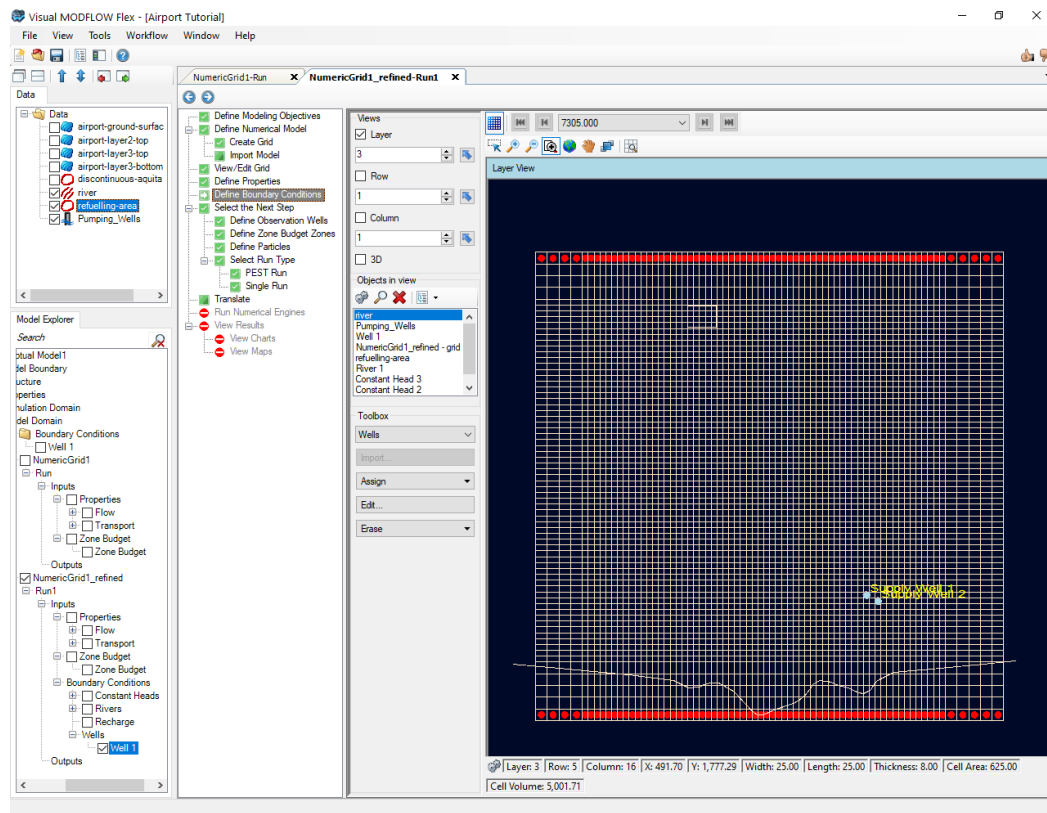 Visual MODFLOW Flex - [Airport Tutorial]
File View Tools Workflow Window Help
Data
Data
airport-ground-surfac
airport-layer2-top
airport-layer3-top
airport-layer3-bottom
discontinuous-aquita
river
refuelling-area
Pumping_Wells
Model Explorer
Search
ptual Model1
del Boundary
ucture
perties
nulation Domain
del Domain
Boundary Conditions
Well 1
NumericGrid1
Run
Inputs
Properties
Flow
Transport
Zone Budget
Zone Budget
Outputs
NumericGrid1_refined
Run1
Inputs
Properties
Flow
Transport
Zone Budget
Zone Budget
Boundary Conditions
Constant Heads
Rivers
Recharge
Wells
Well 1
Outputs
NumericGrid1-Run NumericGrid1_refined-Run1
Define Modeling Objectives
Define Numerical Model
Create Grid
Import Model
View/Edit Grid
Define Properties
Define Boundary Conditions
Select the Next Step
Define Observation Wells
Define Zone Budget Zones
Define Particles
Select Run Type
PEST Run
Single Run
Translate
Run Numerical Engines
View Results
View Charts
View Maps
Views
Layer
3
Row
1
Column
1
3D
Objects in view
river
Pumping_Wells
Well 1
NumericGrid1_refined - grid
refuelling-area
River 1
Constant Head 3
Constant Head 2
Toolbox
Wells
Import...
Assign
Edit...
Erase
7305.000
Layer View
Supply Well 1
Supply Well 2
Layer: 3 Row: 5 Column: 16 X: 491.70 Y: 1,777.29 Width: 25.00 Length: 25.00 Thickness: 8.00 Cell Area: 625.00
Cell Volume: 5,001.71